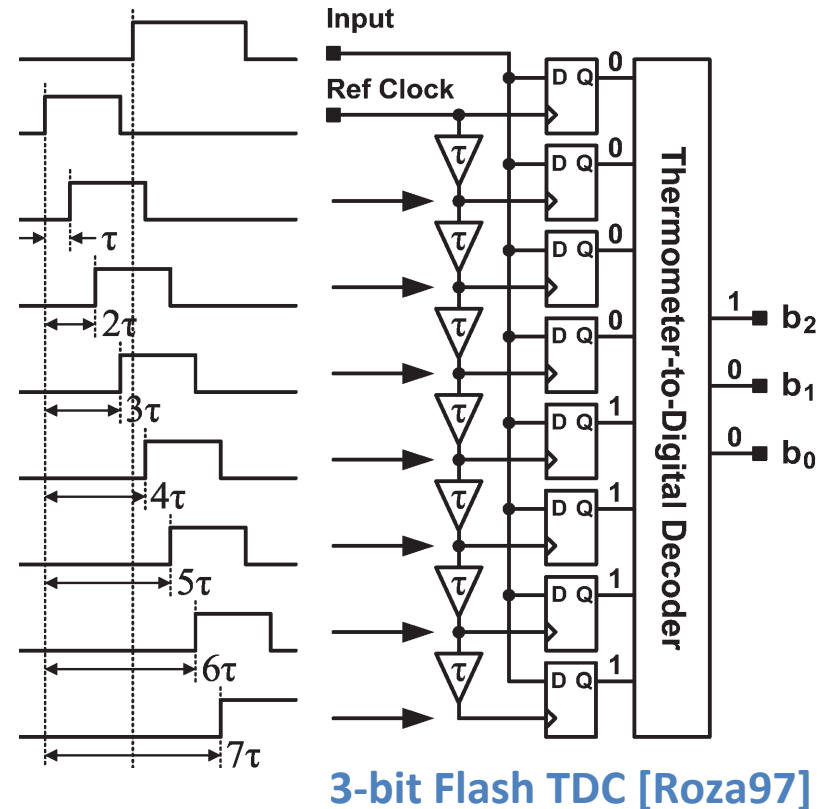 Input
Ref Clock
D Q 0
τ
D Q 0
τ
τ
D Q 0
2τ
τ
D Q 0
3τ
τ
D Q 1
4τ
τ
D Q 1
5τ
τ
D Q 1
6τ
τ
D Q 1
7τ
Thermometer-to-Digital Decoder
1 b2
0 b1
0 b0
3-bit Flash TDC [Roza97]